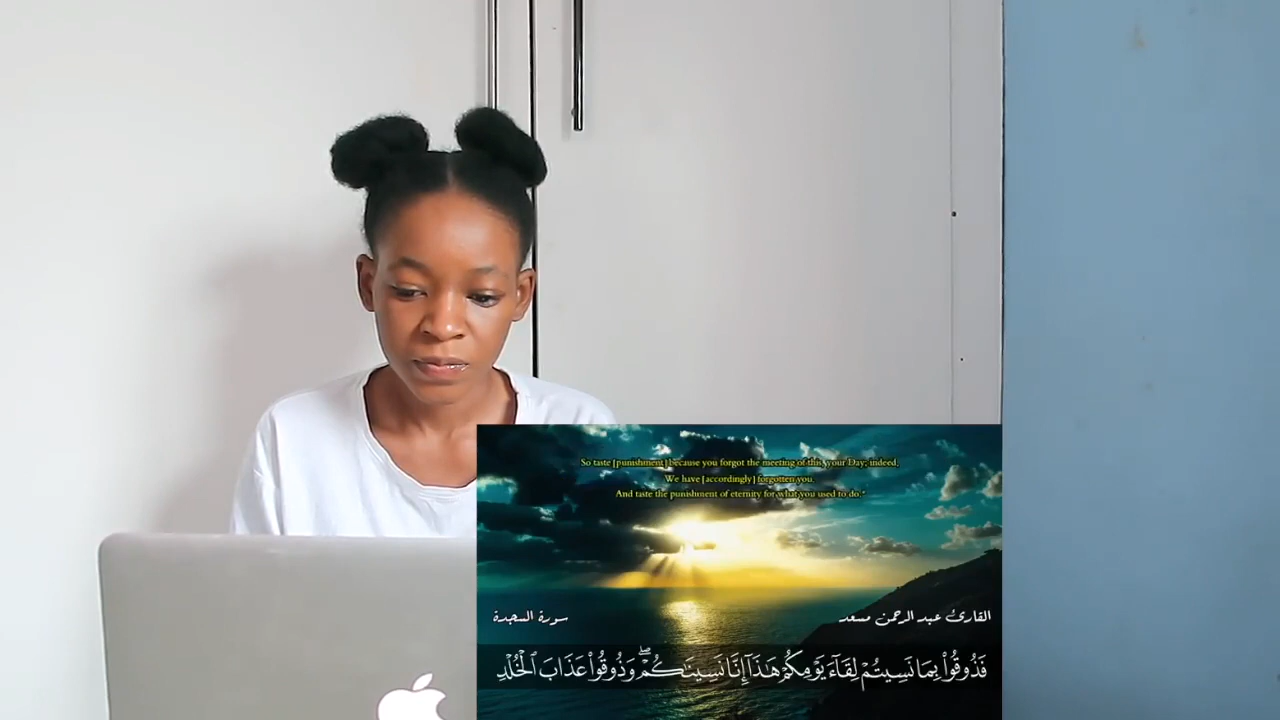 So taste [punishment] because you forgot the meeting of this, your Day; indeed,
We have [accordingly] forgotten you.
And taste the punishment of eternity for what you used to do."
القارئ عبد الرحمن مسعد
سورة السجدة
فَذُوقُوا۟ بِمَا نَسِيتُمْ لِقَآءَ يَوْمِكُمْ هَـٰذَآ إِنَّا نَسِينَـٰكُمْ ۖ وَذُوقُوا۟ عَذَابَ ٱلْخُلْدِ